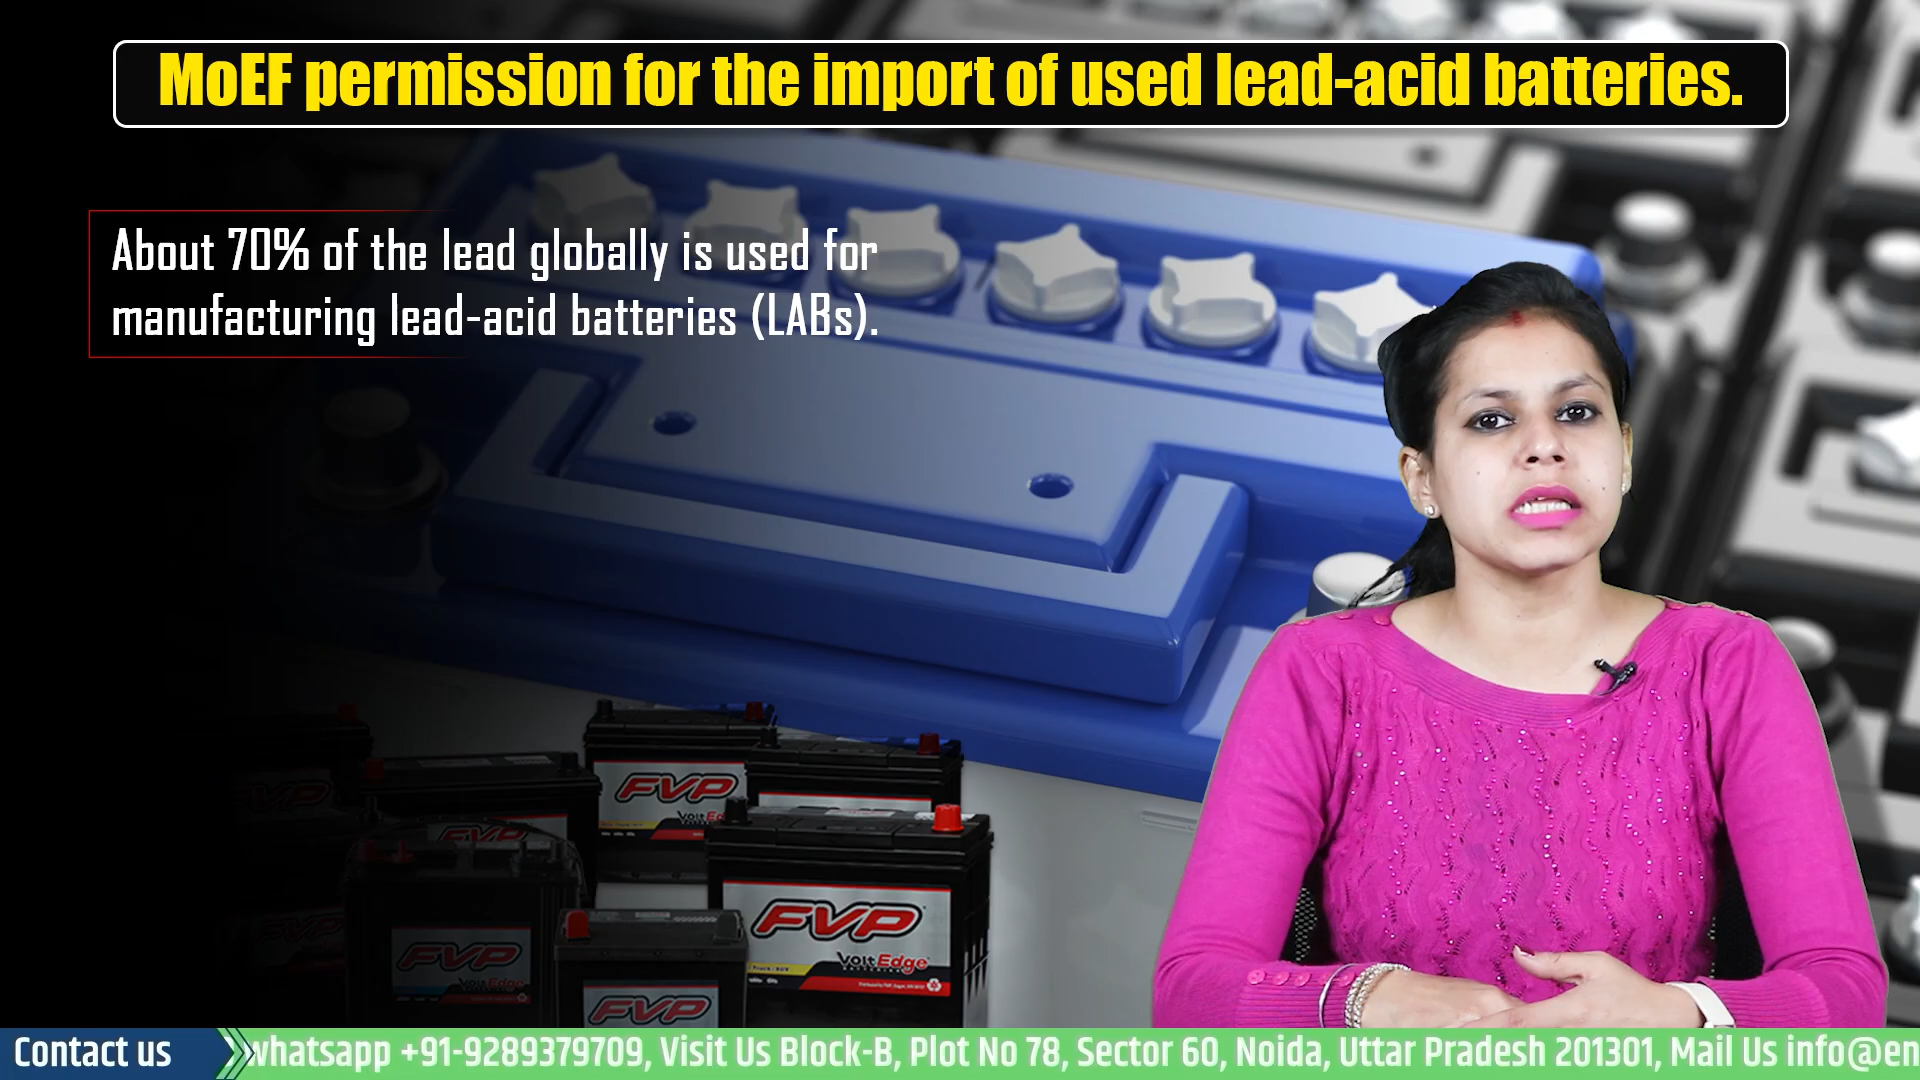 MoEF permission for the import of used lead-acid batteries.
About 70% of the lead globally is used for
manufacturing lead-acid batteries (LABs).
FVP
FVP
FVP
VoltEdge
FVP
FVP
Contact us
whatsapp +91-9289379709, Visit Us Block-B, Plot No 78, Sector 60, Noida, Uttar Pradesh 201301, Mail Us info@en